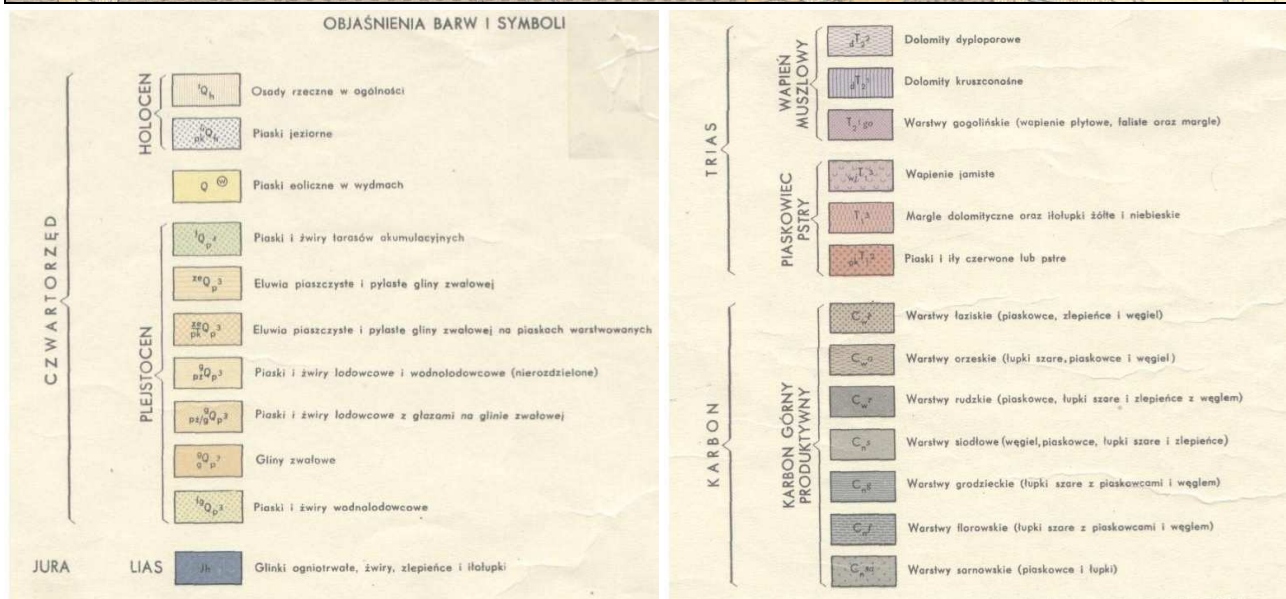 OBJAŚNIENIA BARW I SYMBOLI
CZWARTORZĘD
HOLOCEN
Osady rzeczne w ogólności
Piaski jeziorne
Q
Piaski eoliczne w wydmach
PLEJSTOCEN
Piaski i żwiry tarasów akumulacyjnych
Eluwia piaszczyste i pylaste gliny zwałowej
Eluwia piaszczyste i pylaste gliny zwałowej na piaskach warstwowanych
Piaski i żwiry lodowcowe i wodnolodowcowe (nierozdzielone)
Piaski i żwiry lodowcowe z głazami na glinie zwałowej
Gliny zwałowe
Piaski i żwiry wodnolodowcowe
JURA
LIAS
Jh
Glinki ogniotrwałe, żwiry, zlepieńce i iłołupki
TRIAS
WAPIEŃ MUSZLOWY
Dolomity dyploporowe
Dolomity kruszconośne
Warstwy gogolińskie (wapienie płytowe, faliste oraz margle)
PIASKOWIEC PSTRY
Wapienie jamiste
Margle dolomityczne oraz iłołupki żółte i niebieskie
Piaski i iły czerwone lub pstre
KARBON
KARBON GÓRNY PRODUKTYWNY
Warstwy łaziskie (piaskowce, zlepieńce i węgiel)
Warstwy orzeskie (łupki szare, piaskowce i węgiel)
Warstwy rudzkie (piaskowce, łupki szare i zlepieńce z węglem)
Warstwy siodłowe (węgiel, piaskowce, łupki szare i zlepieńce)
Warstwy grodzieckie (łupki szare z piaskowcami i węglem)
Warstwy florowskie (łupki szare z piaskowcami i węglem)
Warstwy sarnowskie (piaskowce i łupki)